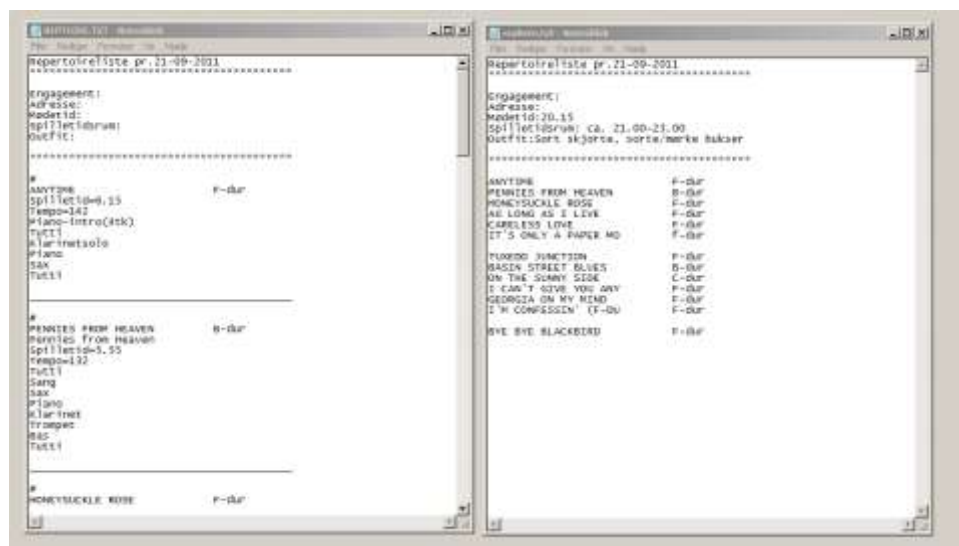 Repertoireliste pr.21-09-2011
Engagement:
Adresse:
Mødetid:
Spilletidsrum:
Outfit:
#
ANYTIME F-dur
Spilletid=6.15
Tempo=142
Piano-intro(4tk)
Tutti
Klarinetsolo
Piano
Sax
Tutti
#
PENNIES FROM HEAVEN B-dur
Pennies from Heaven
Spilletid=5.55
Tempo=132
Tutti
Sang
Sax
Piano
Klarinet
Trompet
Bas
Tutti
#
HONEYSUCKLE ROSE F-dur
Repertoireliste pr.21-09-2011
Engagement:
Adresse:
Mødetid:20.15
Spilletidsrum: ca. 21.00-23.00
Outfit:Sort skjorte, sorte/mørke bukser
ANYTIME F-dur
PENNIES FROM HEAVEN B-dur
HONEYSUCKLE ROSE F-dur
AS LONG AS I LIVE F-dur
CARELESS LOVE F-dur
IT'S ONLY A PAPER MO F-dur
TUXEDO JUNCTION F-dur
BASIN STREET BLUES B-dur
ON THE SUNNY SIDE C-dur
I CAN'T GIVE YOU ANY F-dur
GEORGIA ON MY MIND F-dur
I'M CONFESSIN' (F-DU F-dur
BYE BYE BLACKBIRD F-dur